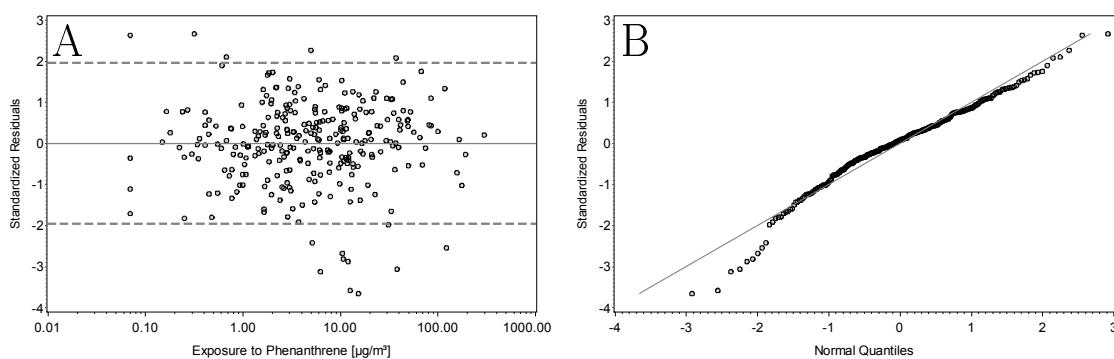 A
Standardized Residuals
3
2
1
0
-1
-2
-3
-4
0.01 0.10 1.00 10.00 100.00 1000.00
Exposure to Phenanthrene [µg/m³]
B
Standardized Residuals
3
2
1
0
-1
-2
-3
-4
-4 -3 -2 -1 0 1 2 3
Normal Quantiles